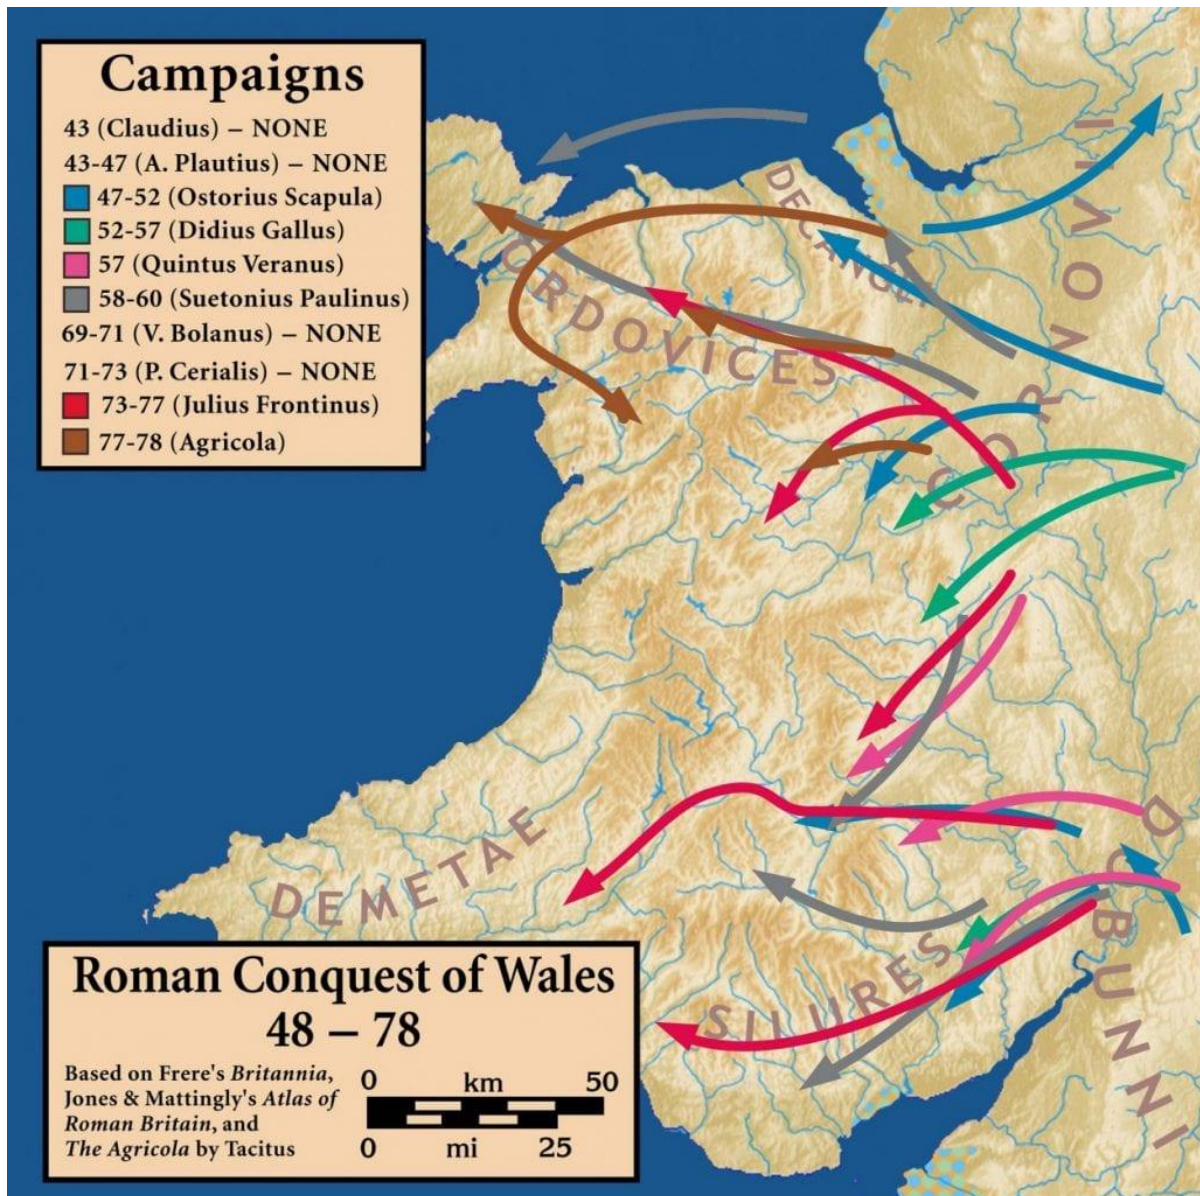 Campaigns
43 (Claudius) – NONE
43-47 (A. Plautius) – NONE
47-52 (Ostorius Scapula)
52-57 (Didius Gallus)
57 (Quintus Veranus)
58-60 (Suetonius Paulinus)
69-71 (V. Bolanus) – NONE
71-73 (P. Cerialis) – NONE
73-77 (Julius Frontinus)
77-78 (Agricola)
DECANGLI
CORNOVII
ORDOVICES
DEMETAE
SILURES
DOBUNNI
Roman Conquest of Wales
48 – 78
Based on Frere's Britannia,
Jones & Mattingly's Atlas of
Roman Britain, and
The Agricola by Tacitus
0 km 50
0 mi 25